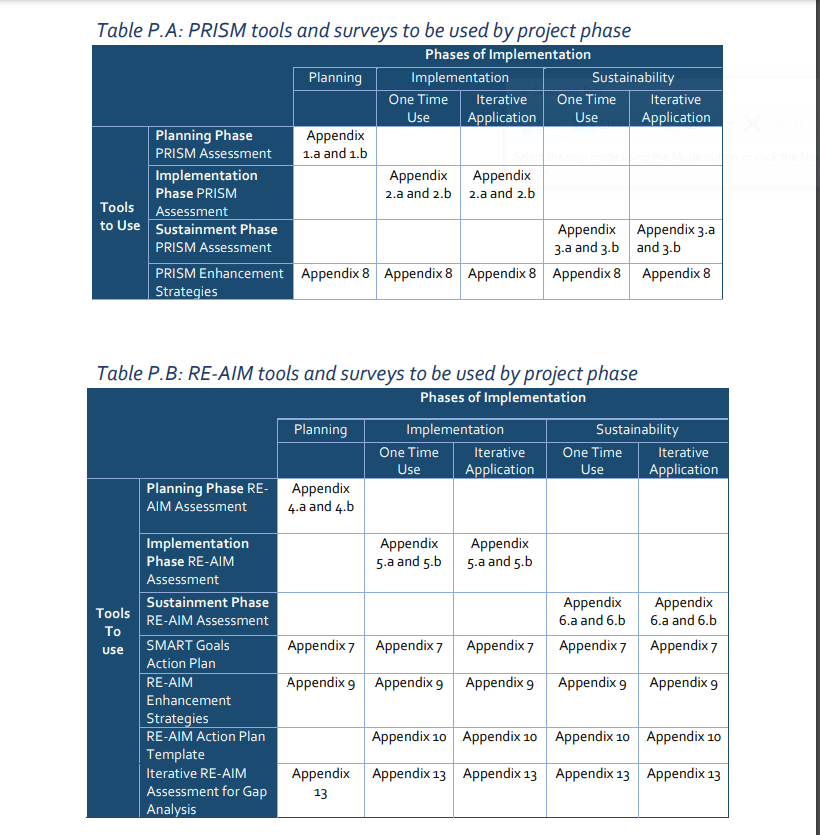 Table P.A: PRISM tools and surveys to be used by project phase
Phases of Implementation
Planning Implementation Sustainability
One Time Use Iterative Application One Time Use Iterative Application
Tools to Use
Planning Phase PRISM Assessment Appendix 1.a and 1.b
Implementation Phase PRISM Assessment Appendix 2.a and 2.b Appendix 2.a and 2.b
Sustainment Phase PRISM Assessment Appendix 3.a and 3.b Appendix 3.a and 3.b
PRISM Enhancement Strategies Appendix 8 Appendix 8 Appendix 8 Appendix 8 Appendix 8
Table P.B: RE-AIM tools and surveys to be used by project phase
Phases of Implementation
Planning Implementation Sustainability
One Time Use Iterative Application One Time Use Iterative Application
Tools To use
Planning Phase RE-AIM Assessment Appendix 4.a and 4.b
Implementation Phase RE-AIM Assessment Appendix 5.a and 5.b Appendix 5.a and 5.b
Sustainment Phase RE-AIM Assessment Appendix 6.a and 6.b Appendix 6.a and 6.b
SMART Goals Action Plan Appendix 7 Appendix 7 Appendix 7 Appendix 7 Appendix 7
RE-AIM Enhancement Strategies Appendix 9 Appendix 9 Appendix 9 Appendix 9 Appendix 9
RE-AIM Action Plan Template Appendix 10 Appendix 10 Appendix 10 Appendix 10
Iterative RE-AIM Assessment for Gap Analysis Appendix 13 Appendix 13 Appendix 13 Appendix 13 Appendix 13